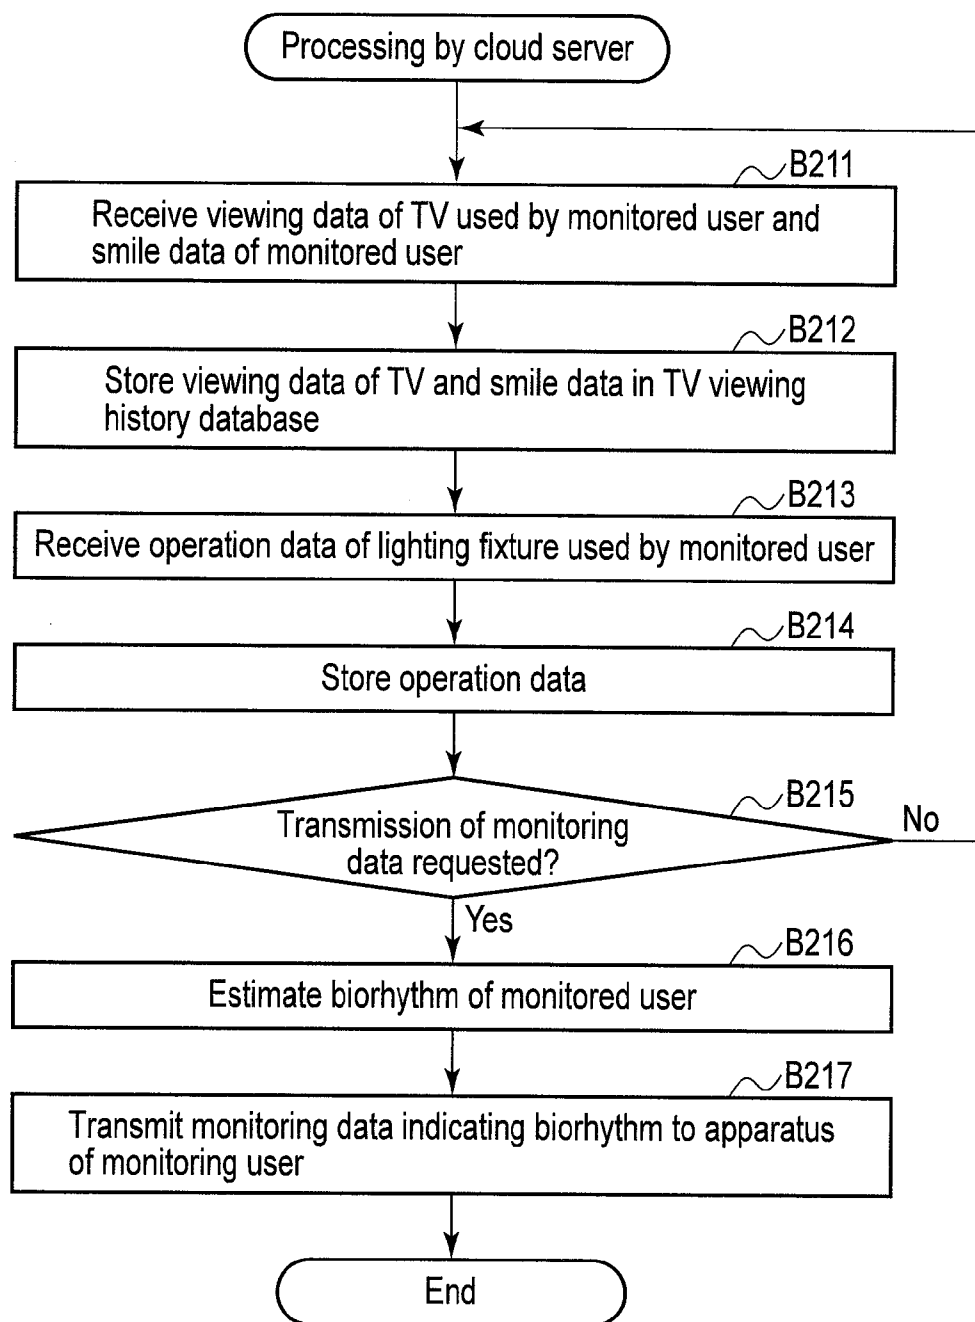 Processing by cloud server
B211
Receive viewing data of TV used by monitored user and
smile data of monitored user
B212
Store viewing data of TV and smile data in TV viewing
history database
B213
Receive operation data of lighting fixture used by monitored user
B214
Store operation data
B215
Transmission of monitoring
data requested?
No
Yes
B216
Estimate biorhythm of monitored user
B217
Transmit monitoring data indicating biorhythm to apparatus
of monitoring user
End